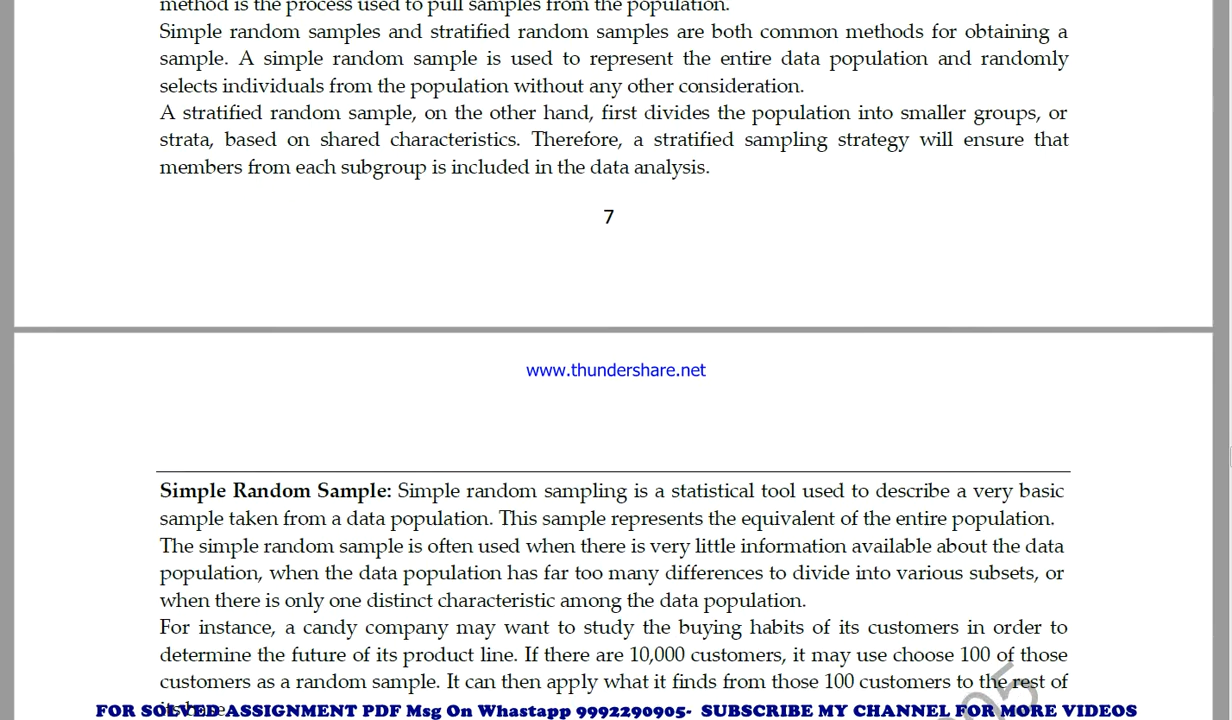 method is the process used to pull samples from the population.
Simple random samples and stratified random samples are both common methods for obtaining a
sample. A simple random sample is used to represent the entire data population and randomly
selects individuals from the population without any other consideration.
A stratified random sample, on the other hand, first divides the population into smaller groups, or
strata, based on shared characteristics. Therefore, a stratified sampling strategy will ensure that
members from each subgroup is included in the data analysis.
7
www.thundershare.net
Simple Random Sample: Simple random sampling is a statistical tool used to describe a very basic
sample taken from a data population. This sample represents the equivalent of the entire population.
The simple random sample is often used when there is very little information available about the data
population, when the data population has far too many differences to divide into various subsets, or
when there is only one distinct characteristic among the data population.
For instance, a candy company may want to study the buying habits of its customers in order to
determine the future of its product line. If there are 10,000 customers, it may use choose 100 of those
customers as a random sample. It can then apply what it finds from those 100 customers to the rest of
FOR SOLVED ASSIGNMENT PDF Msg On Whastapp 9992290905- SUBSCRIBE MY CHANNEL FOR MORE VIDEOS